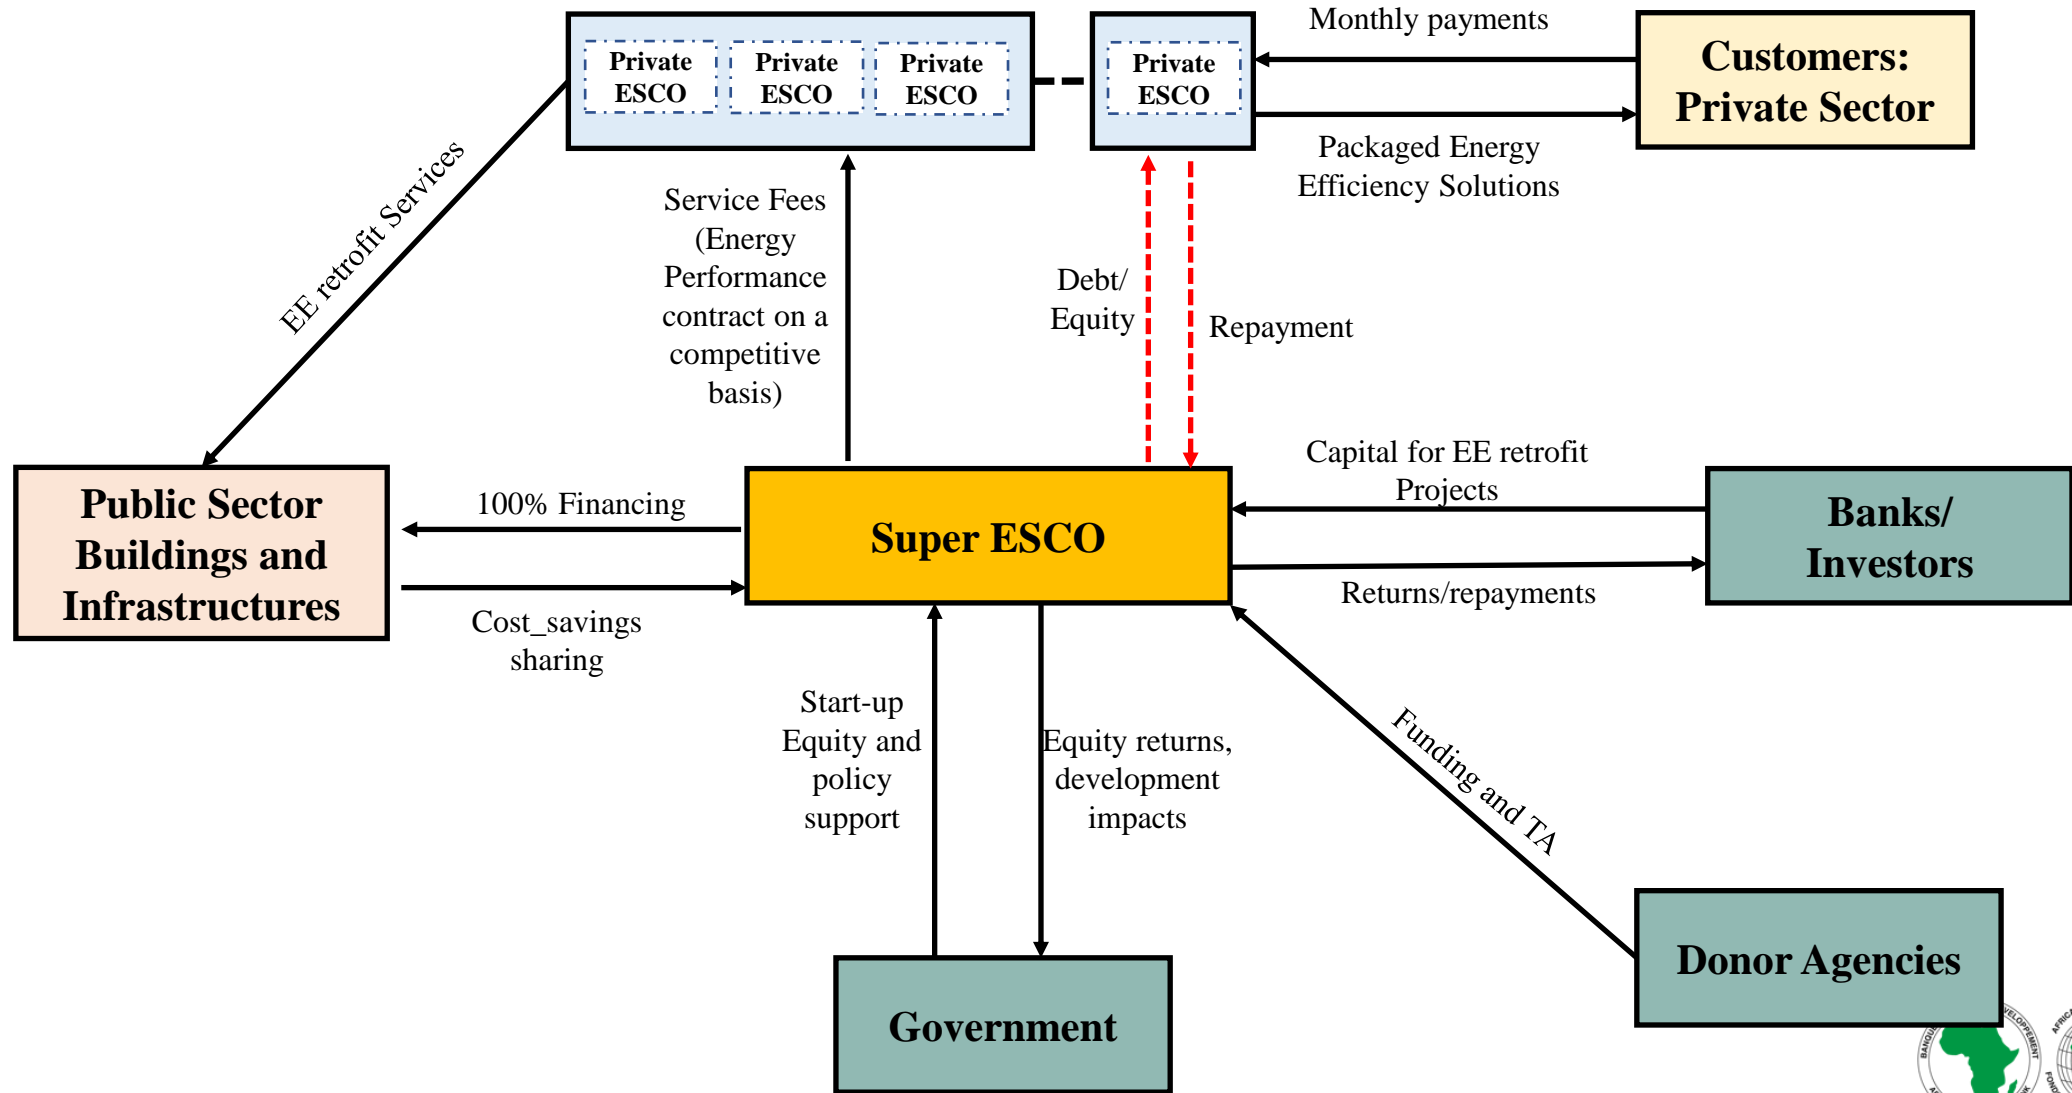 Monthly payments
Private
ESCO
Private
ESCO
Private
ESCO
Private
ESCO
Customers:
Private Sector
Packaged Energy
Efficiency Solutions
EE retrofit Services
Service Fees
(Energy
Performance
contract on a
competitive
basis)
Debt/
Equity
Repayment
Capital for EE retrofit
Projects
Public Sector
Buildings and
Infrastructures
100% Financing
Super ESCO
Banks/
Investors
Cost_savings
sharing
Returns/repayments
Start-up
Equity and
policy
support
Equity returns,
development
impacts
Funding and TA
Donor Agencies
Government